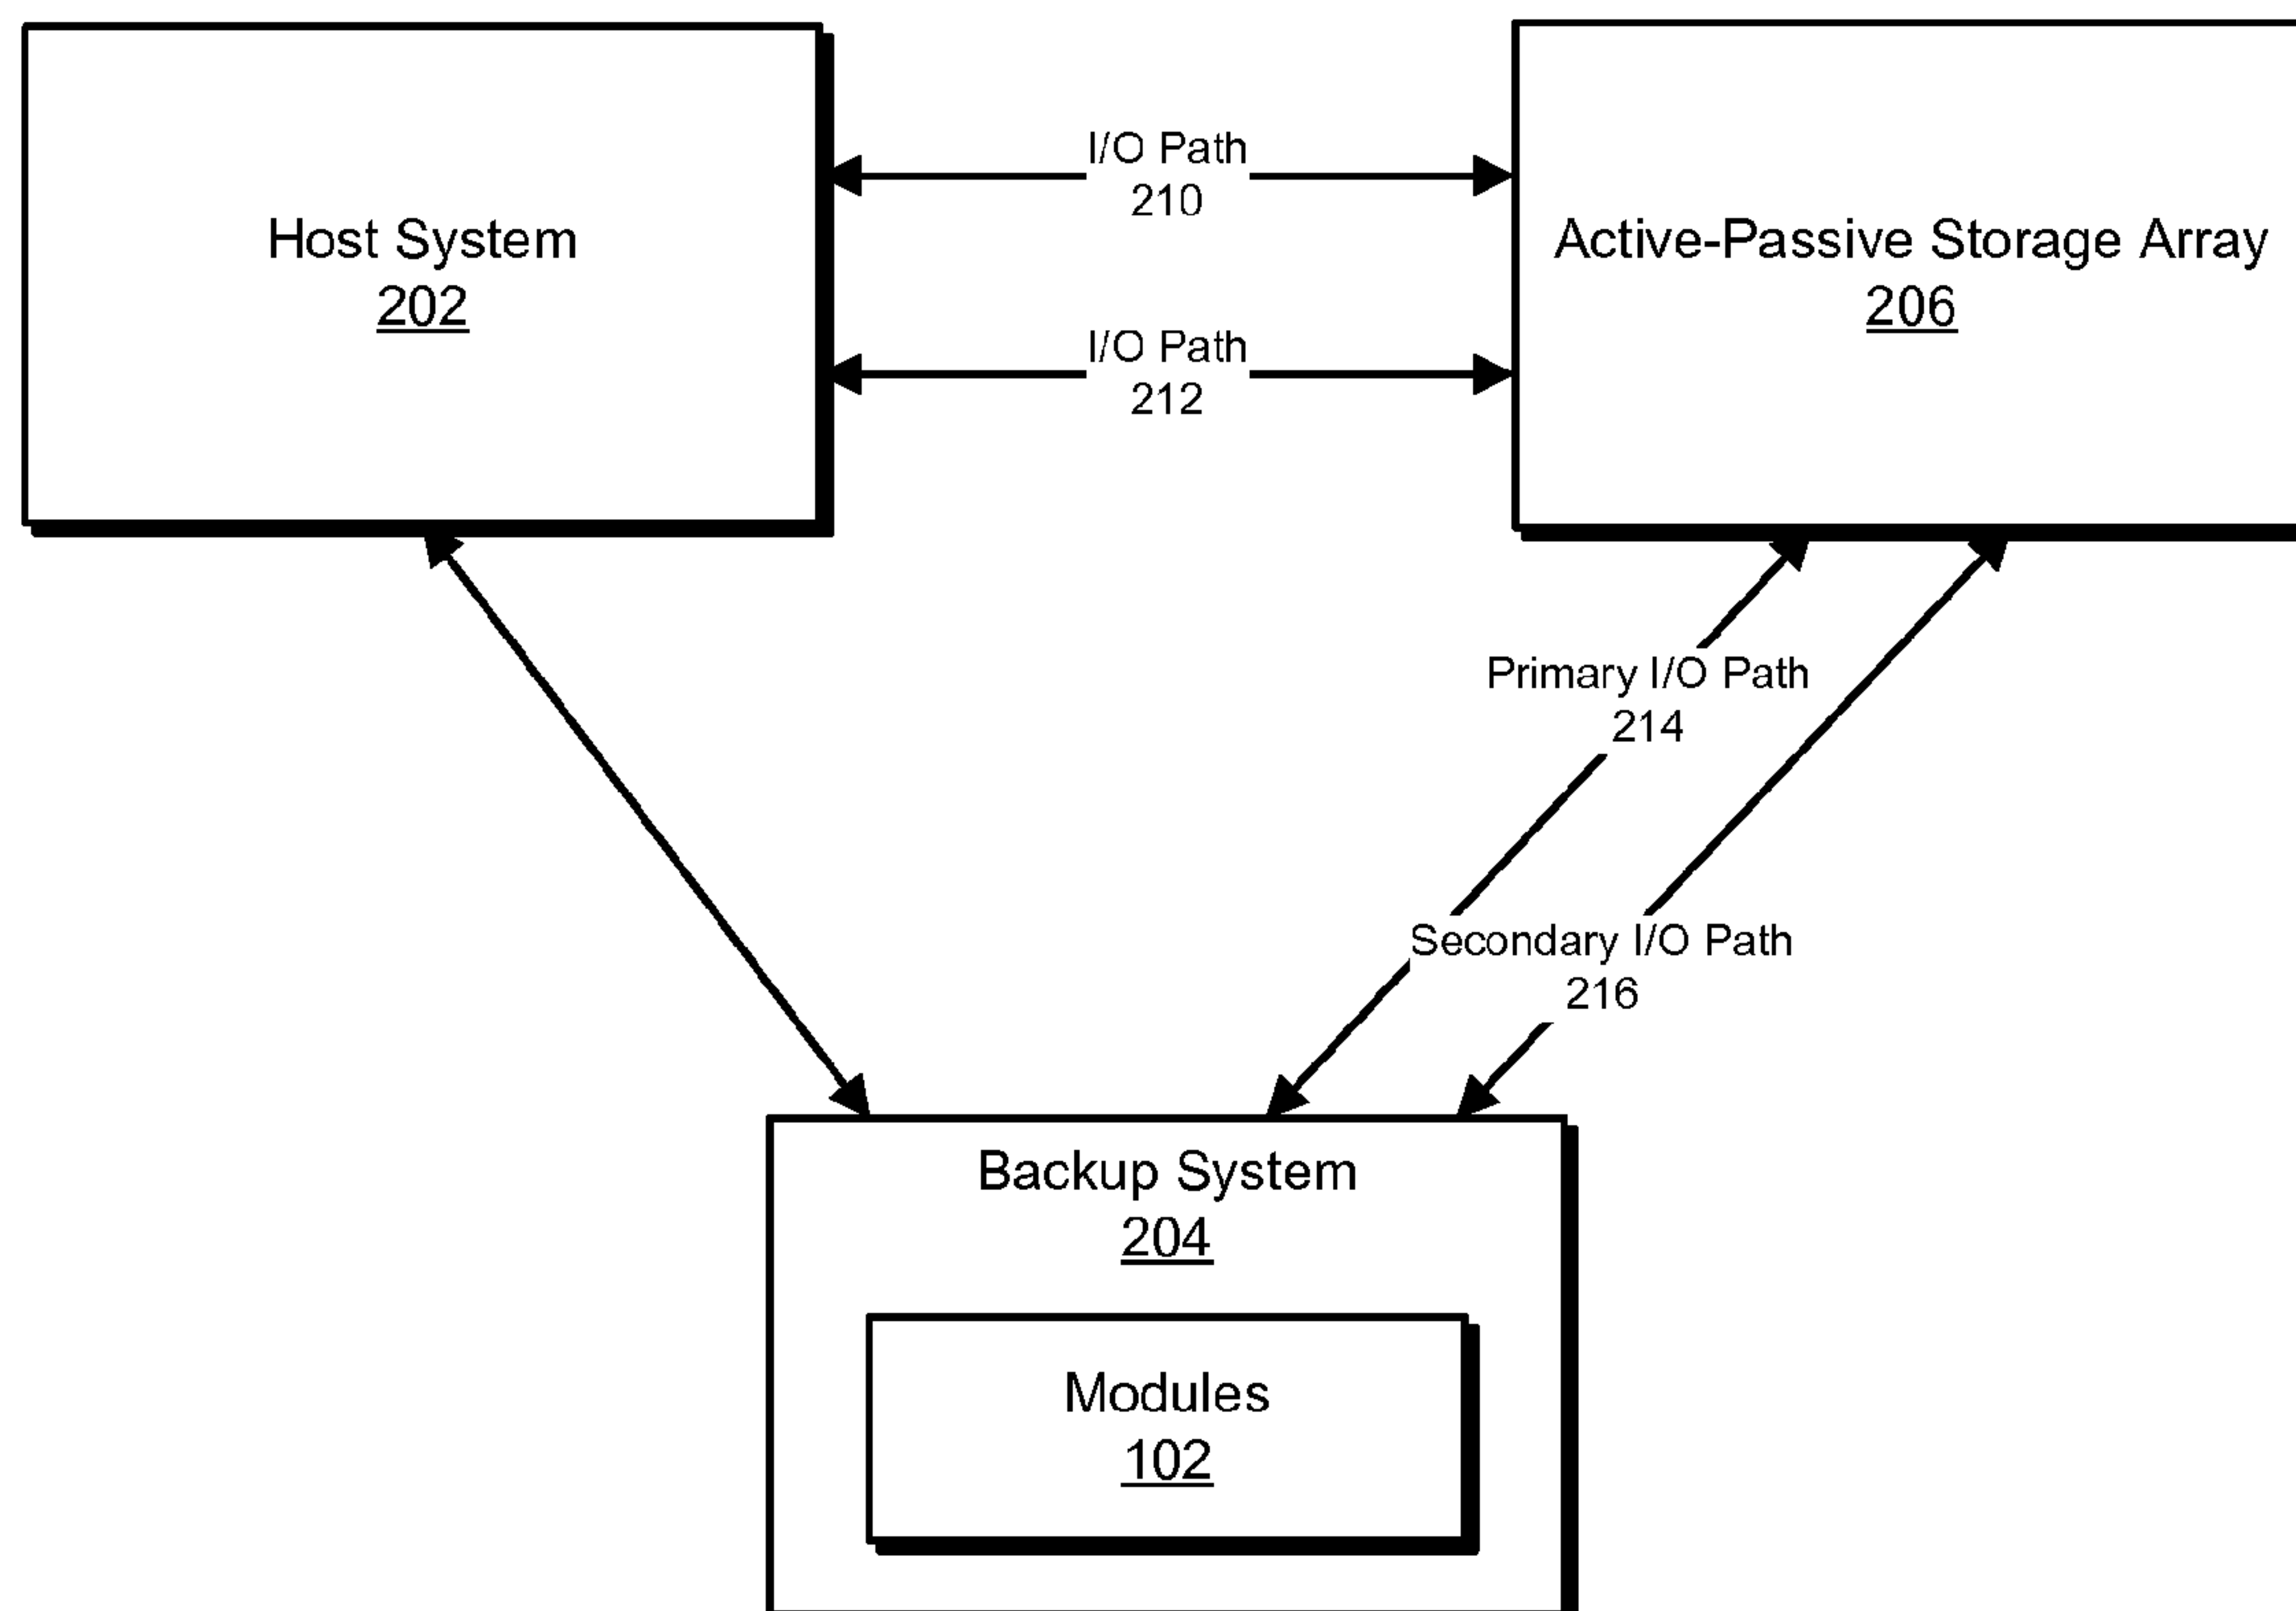 Host System
202
I/O Path
210
I/O Path
212
Active-Passive Storage Array
206
Primary I/O Path
214
Secondary I/O Path
216
Backup System
204
Modules
102